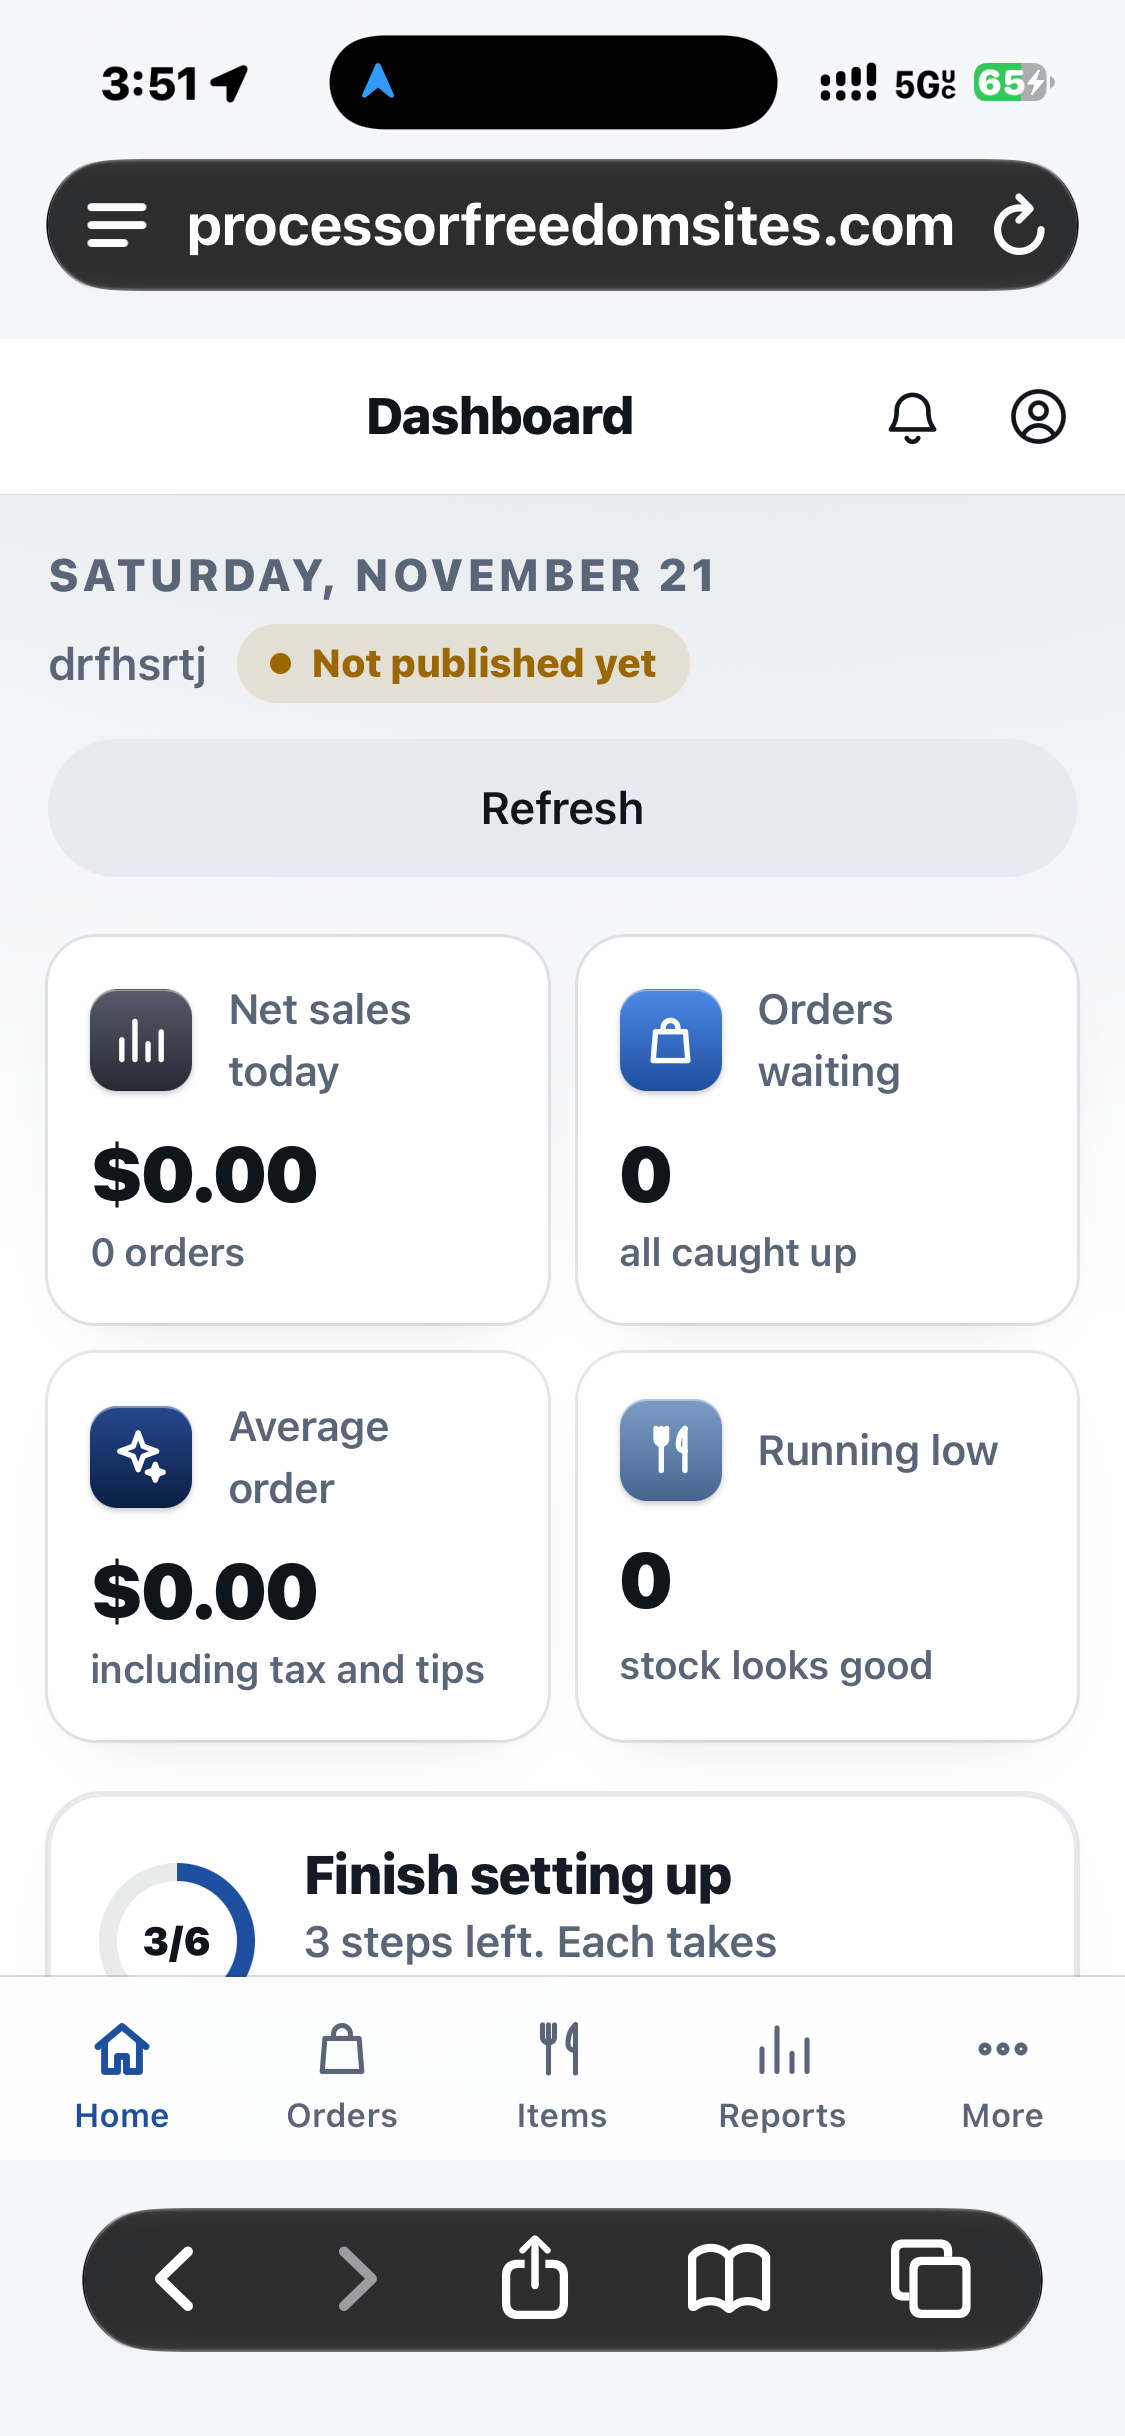 3:51
5G UC
65
processorfreedomsites.com
Dashboard
SATURDAY, NOVEMBER 21
drfhsrtj
Not published yet
Refresh
Net sales
today
$0.00
0 orders
Orders
waiting
0
all caught up
Average
order
$0.00
including tax and tips
Running low
0
stock looks good
3/6
Finish setting up
3 steps left. Each takes
Home
Orders
Items
Reports
More